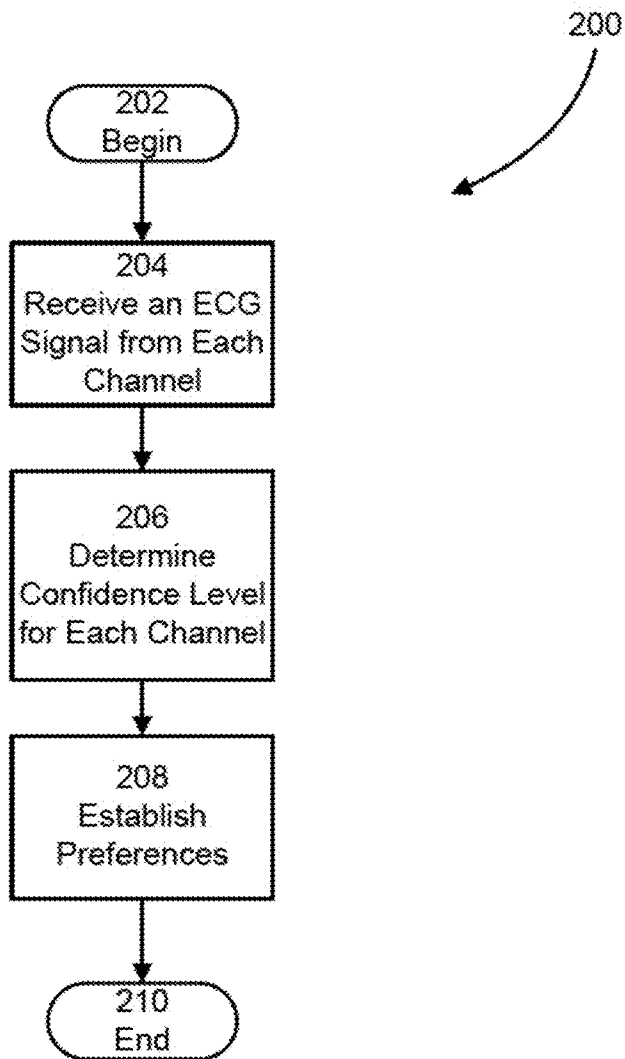 200
202
Begin
204
Receive an ECG
Signal from Each
Channel
206
Determine
Confidence Level
for Each Channel
208
Establish
Preferences
210
End